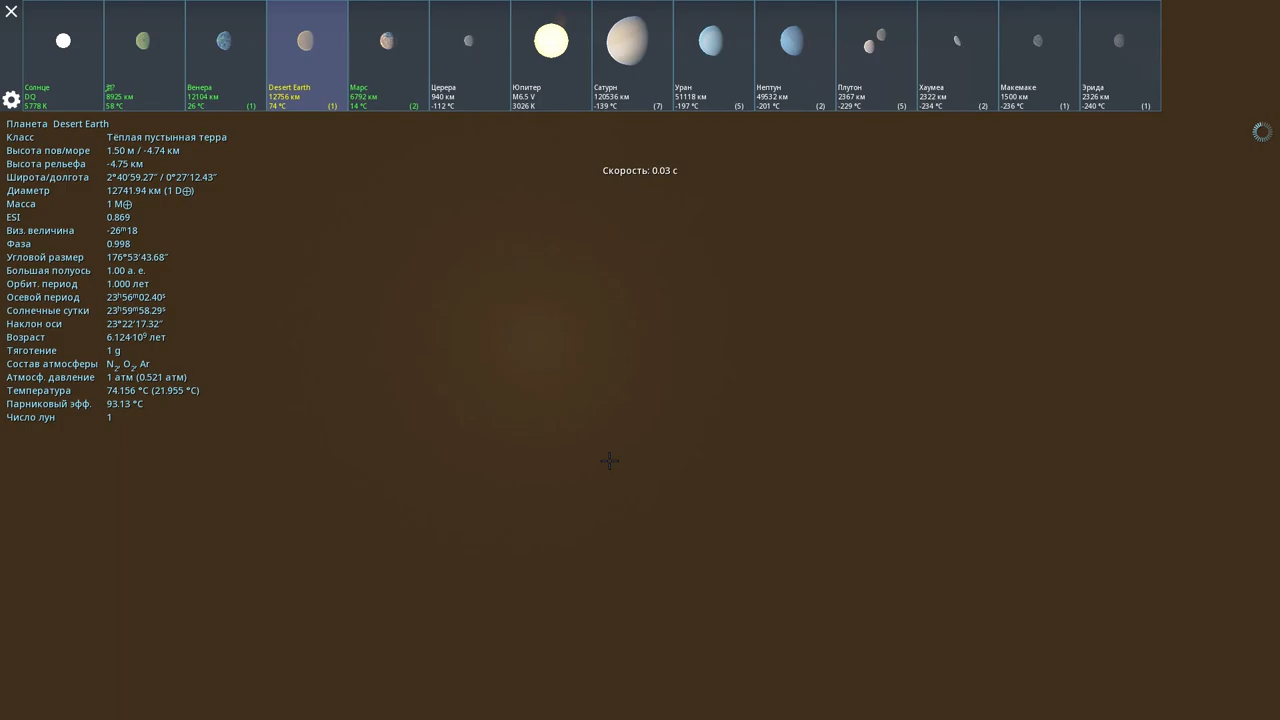 Солнце
DQ
5778 K
8925 км
58 °C
Венера
12104 км
26 °C (1)
Desert Earth
12756 км
74 °C (1)
Марс
6792 км
14 °C (2)
Церера
940 км
-112 °C
Юпитер
M6.5 V
3026 K
Сатурн
120536 км
-139 °C (7)
Уран
51118 км
-197 °C (5)
Нептун
49532 км
-201 °C (2)
Плутон
2367 км
-229 °C (5)
Хаумеа
2322 км
-234 °C (2)
Макемаке
1500 км
-236 °C (1)
Эрида
2326 км
-240 °C (1)
Планета Desert Earth
Класс Тёплая пустынная терра
Высота пов/море 1.50 м / -4.74 км
Высота рельефа -4.75 км
Широта/долгота 2°40′59.27″ / 0°27′12.43″
Диаметр 12741.94 км (1 D⊕)
Масса 1 M⊕
ESI 0.869
Виз. величина -26ᵐ18
Фаза 0.998
Угловой размер 176°53′43.68″
Большая полуось 1.00 а. е.
Орбит. период 1.000 лет
Осевой период 23ʰ56ᵐ02.40ˢ
Солнечные сутки 23ʰ59ᵐ58.29ˢ
Наклон оси 23°22′17.32″
Возраст 6.124·10⁹ лет
Тяготение 1 g
Состав атмосферы N₂, O₂, Ar
Атмосф. давление 1 атм (0.521 атм)
Температура 74.156 °C (21.955 °C)
Парниковый эфф. 93.13 °C
Число лун 1
Скорость: 0.03 c